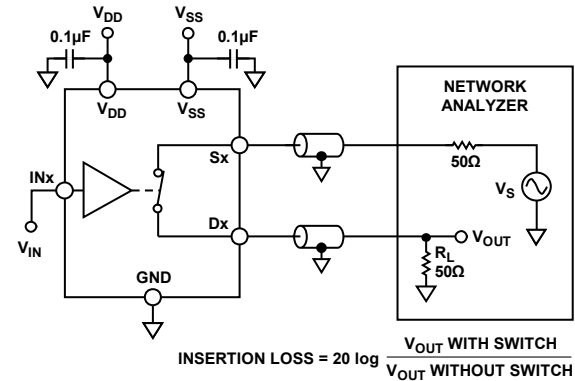 VDD VSS
0.1µF 0.1µF
VDD VSS
NETWORK
ANALYZER
Sx
50Ω
VS
INx
Dx
VOUT
RL
50Ω
VIN
GND
INSERTION LOSS = 20 log VOUT WITH SWITCH
VOUT WITHOUT SWITCH